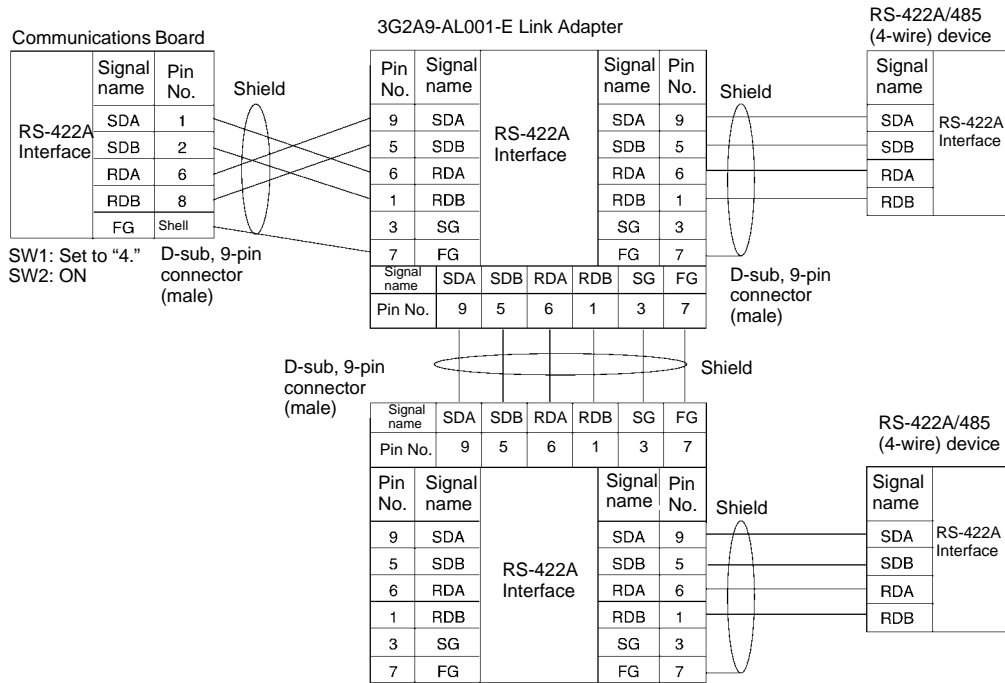 3G2A9-AL001-E Link Adapter
RS-422A/485
(4-wire) device
Communications Board
Signal name Pin No.
Shield
RS-422A Interface
SDA 1
SDB 2
RDA 6
RDB 8
FG Shell
SW1: Set to “4.”
SW2: ON
D-sub, 9-pin
connector
(male)
Pin No. Signal name
9 SDA
5 SDB
6 RDA
1 RDB
3 SG
7 FG
RS-422A
Interface
Signal name Pin No.
SDA 9
SDB 5
RDA 6
RDB 1
SG 3
FG 7
Signal name SDA SDB RDA RDB SG FG
Pin No. 9 5 6 1 3 7
Shield
D-sub, 9-pin
connector
(male)
Signal name
SDA
SDB
RDA
RDB
RS-422A
Interface
D-sub, 9-pin
connector
(male)
Shield
Signal name SDA SDB RDA RDB SG FG
Pin No. 9 5 6 1 3 7
Pin No. Signal name
9 SDA
5 SDB
6 RDA
1 RDB
3 SG
7 FG
RS-422A
Interface
Signal name Pin No.
SDA 9
SDB 5
RDA 6
RDB 1
SG 3
FG 7
Shield
RS-422A/485
(4-wire) device
Signal name
SDA
SDB
RDA
RDB
RS-422A
Interface